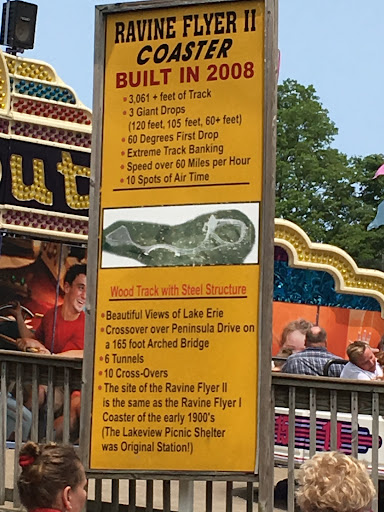 RAVINE FLYER II
COASTER
BUILT IN 2008
• 3,061 + feet of Track
• 3 Giant Drops
(120 feet, 105 feet, 60+ feet)
• 60 Degrees First Drop
• Extreme Track Banking
• Speed over 60 Miles per Hour
• 10 Spots of Air Time
Wood Track with Steel Structure
• Beautiful Views of Lake Erie
• Crossover over Peninsula Drive on
a 165 foot Arched Bridge
• 6 Tunnels
• 10 Cross-Overs
• The site of the Ravine Flyer II
is the same as the Ravine Flyer I
Coaster of the early 1900's
(The Lakeview Picnic Shelter
was Original Station!)
out